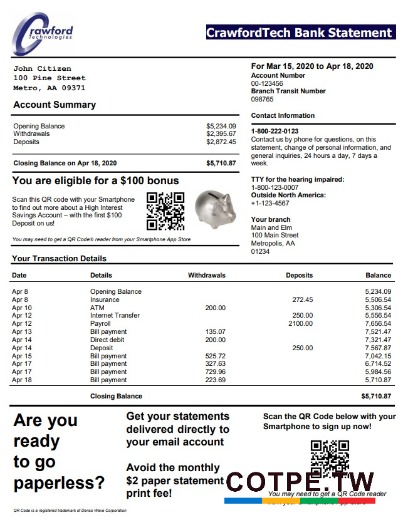 Crawford
Technologies
CrawfordTech Bank Statement
John Citizen
100 Pine Street
Metro, AA 09371
For Mar 15, 2020 to Apr 18, 2020
Account Number
00-123456
Branch Transit Number
098765
Account Summary
Opening Balance $5,234.09
Withdrawals $2,395.67
Deposits $2,872.45
Closing Balance on Apr 18, 2020 $5,710.87
Contact Information
1-800-222-0123
Contact us by phone for questions, on this
statement, change of personal information, and
general inquiries, 24 hours a day, 7 days a
week.
TTY for the hearing impaired:
1-800-123-0007
Outside North America:
+1-123-4567
Your branch
Main and Elm
100 Main Street
Metropolis, AA
01234
You are eligible for a $100 bonus
Scan this QR code with your Smartphone
to find out more about a High Interest
Savings Account – with the first $100
Deposit on us!
You may need to get a QR Code® reader from your Smartphone App Store
Your Transaction Details
Date Details Withdrawals Deposits Balance
Apr 8 Opening Balance 5,234.09
Apr 8 Insurance 272.45 5,506.54
Apr 10 ATM 200.00 5,306.54
Apr 12 Internet Transfer 250.00 5,556.54
Apr 12 Payroll 2100.00 7,656.54
Apr 13 Bill payment 135.07 7,521.47
Apr 13 Direct debit 200.00 7,321.47
Apr 14 Deposit 250.00 7,567.87
Apr 15 Bill payment 525.72 7,042.15
Apr 17 Bill payment 327.63 6,714.52
Apr 17 Bill payment 729.96 5,984.56
Apr 18 Bill payment 223.69 5,710.87
Closing Balance $5,710.87
Are you
ready
to go
paperless?
Get your statements
delivered directly to
your email account
Avoid the monthly
$2 paper statement
print fee!
Scan the QR Code below with your
Smartphone to sign up now!
COTPE.TW
You may need to get a QR Code reader
QR Code is a registered trademark of Denso Wave Corporation